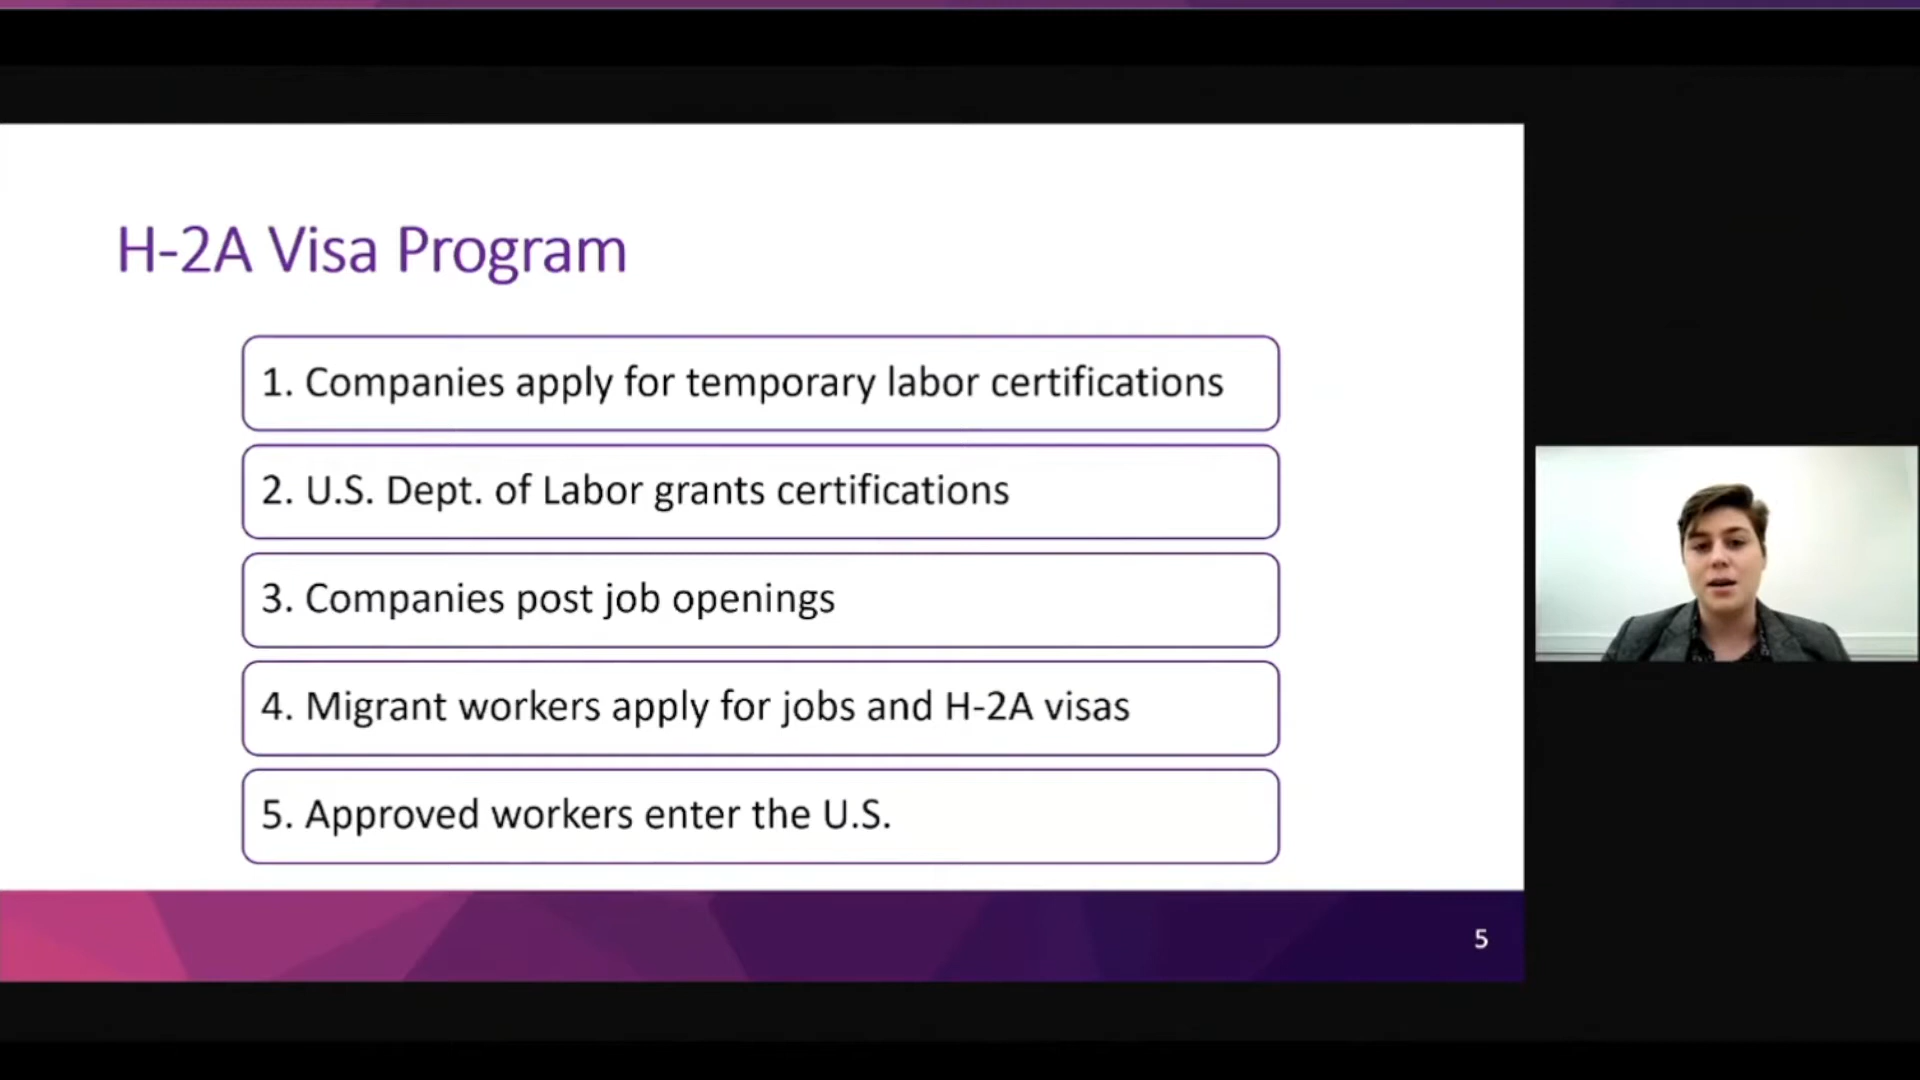 H-2A Visa Program
1. Companies apply for temporary labor certifications
2. U.S. Dept. of Labor grants certifications
3. Companies post job openings
4. Migrant workers apply for jobs and H-2A visas
5. Approved workers enter the U.S.
5